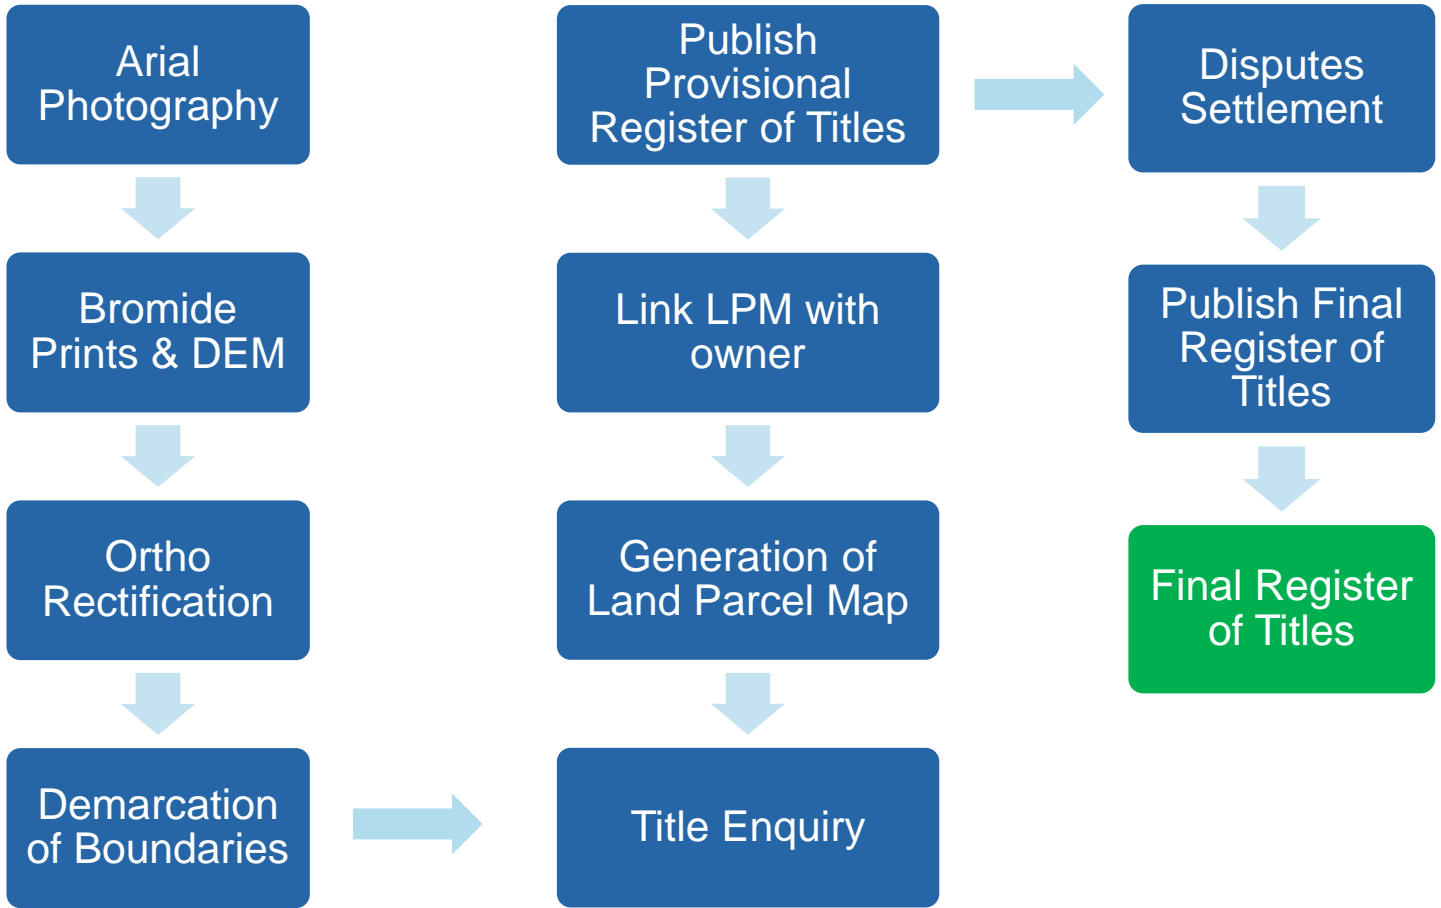 Arial
Photography
Bromide
Prints & DEM
Ortho
Rectification
Demarcation
of Boundaries
Publish
Provisional
Register of Titles
Link LPM with
owner
Generation of
Land Parcel Map
Title Enquiry
Disputes
Settlement
Publish Final
Register of
Titles
Final Register
of Titles